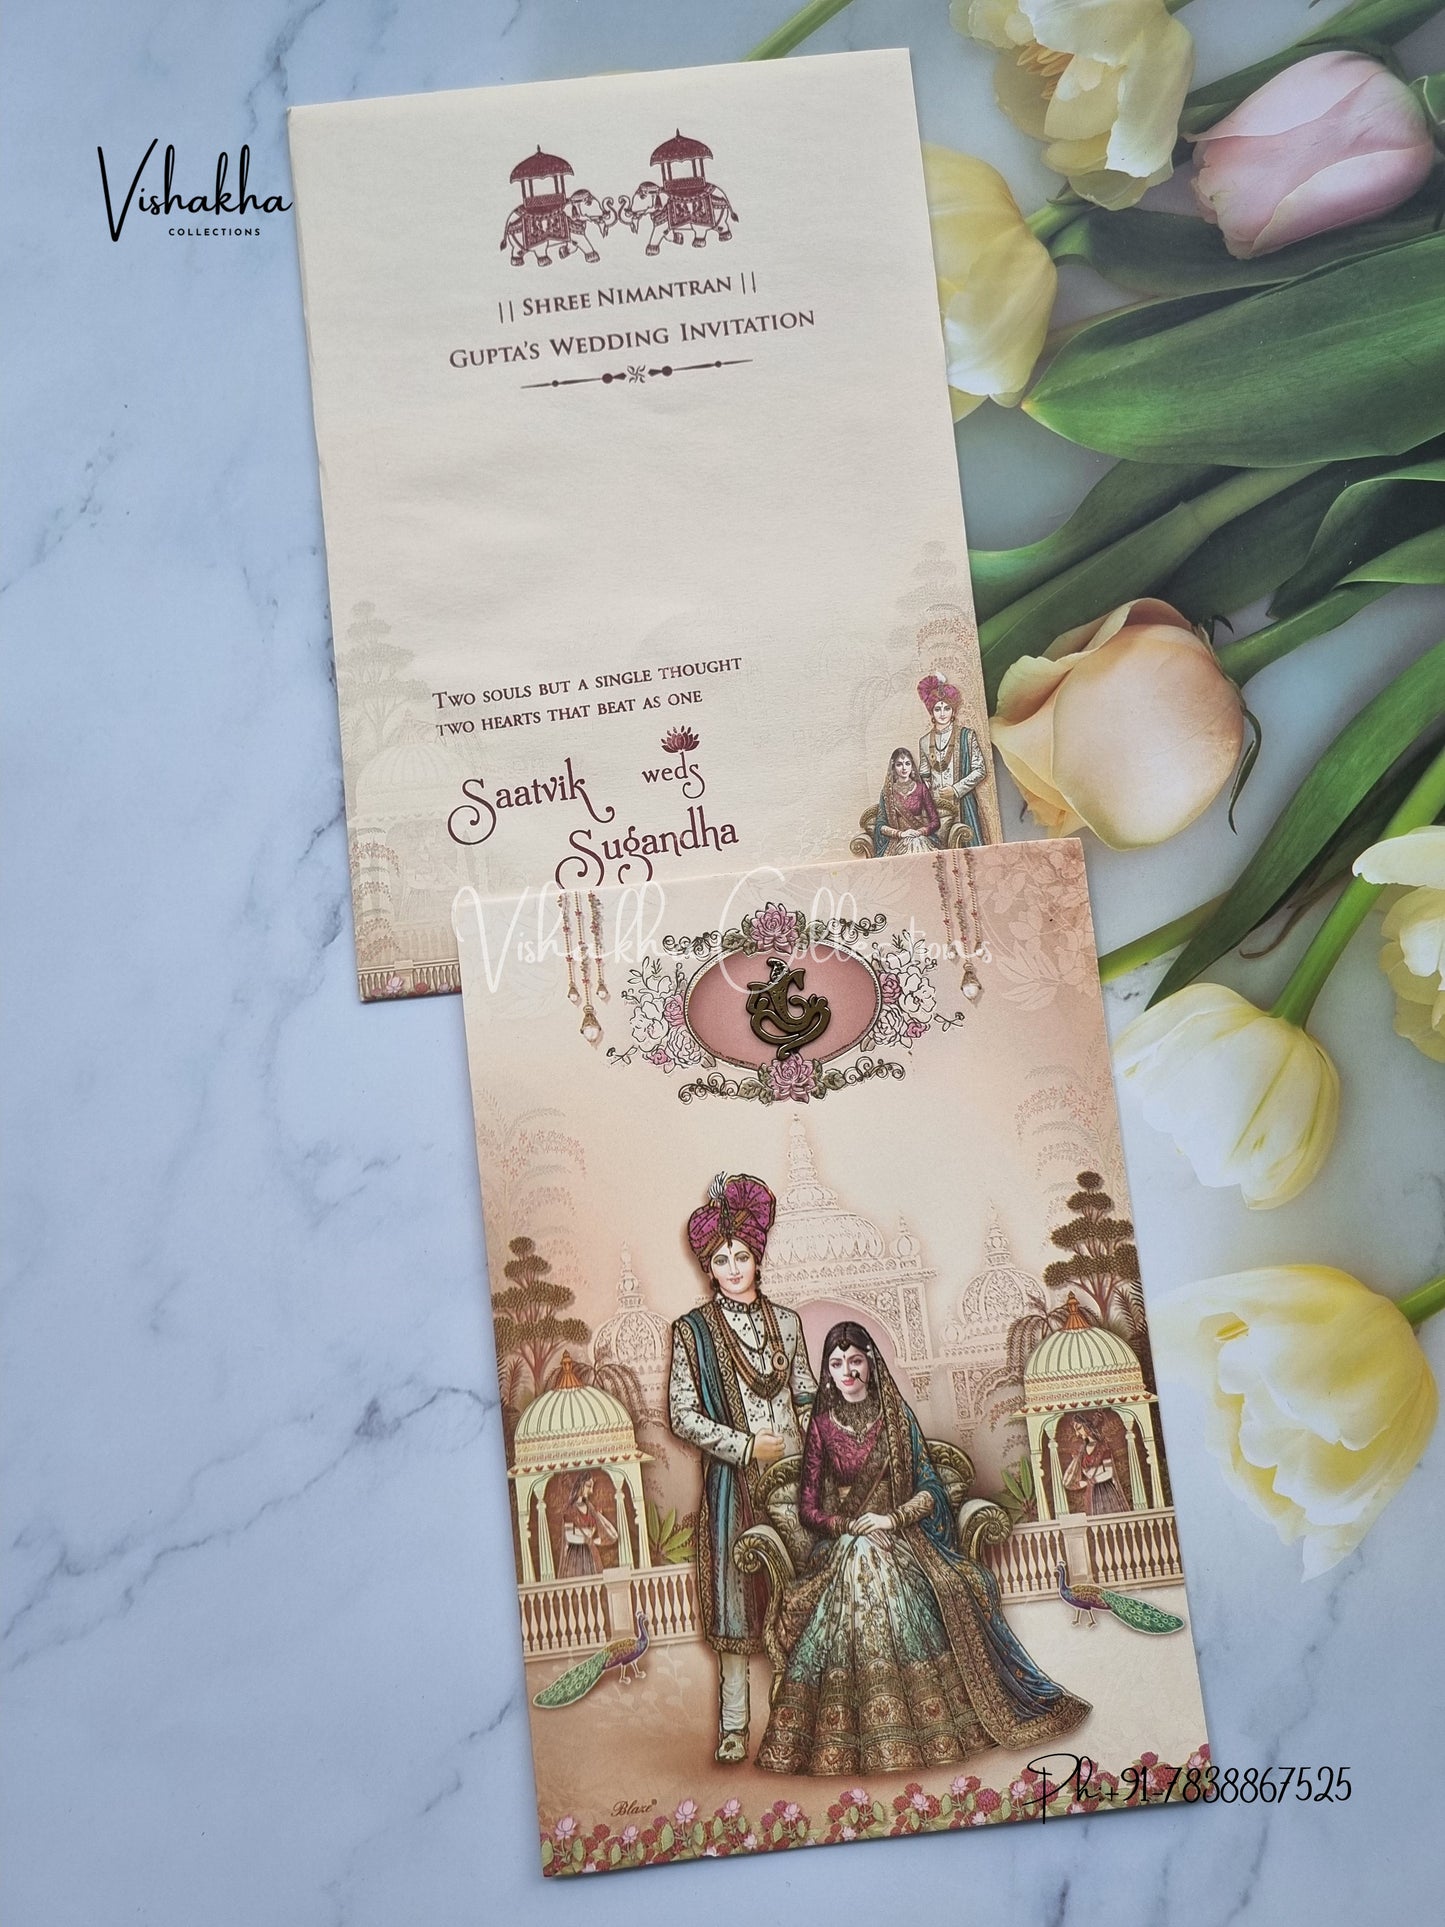 Vishakha
COLLECTIONS
|| SHREE NIMANTRAN ||
GUPTA'S WEDDING INVITATION
TWO SOULS BUT A SINGLE THOUGHT
TWO HEARTS THAT BEAT AS ONE
Saatvik weds
Sugandha
Vishakha Collections
Blaze®
Ph:+91-7838867525